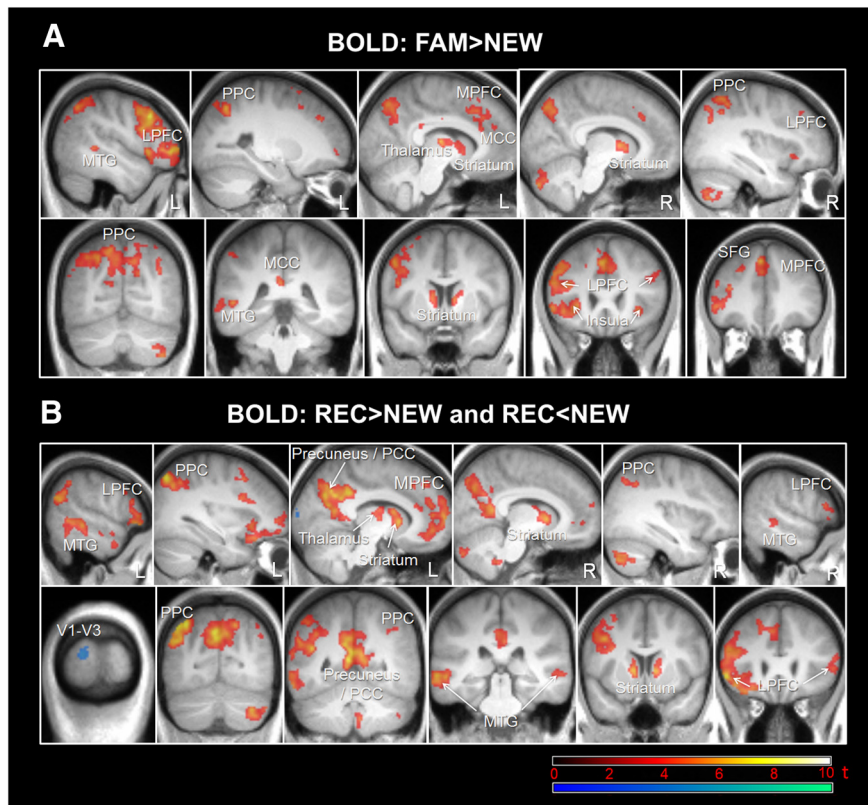 A
BOLD: FAM>NEW
LPFC
MTG
L
PPC
L
MPFC
MCC
Thalamus
Striatum
L
Striatum
R
PPC
LPFC
R
PPC
MCC
MTG
Striatum
LPFC
Insula
SFG
MPFC
B
BOLD: REC>NEW and REC<NEW
LPFC
MTG
L
PPC
L
Precuneus / PCC
MPFC
Thalamus
Striatum
L
Striatum
R
PPC
R
LPFC
MTG
R
V1-V3
PPC
PPC
Precuneus
/ PCC
MTG
Striatum
LPFC
0 2 4 6 8 10 t